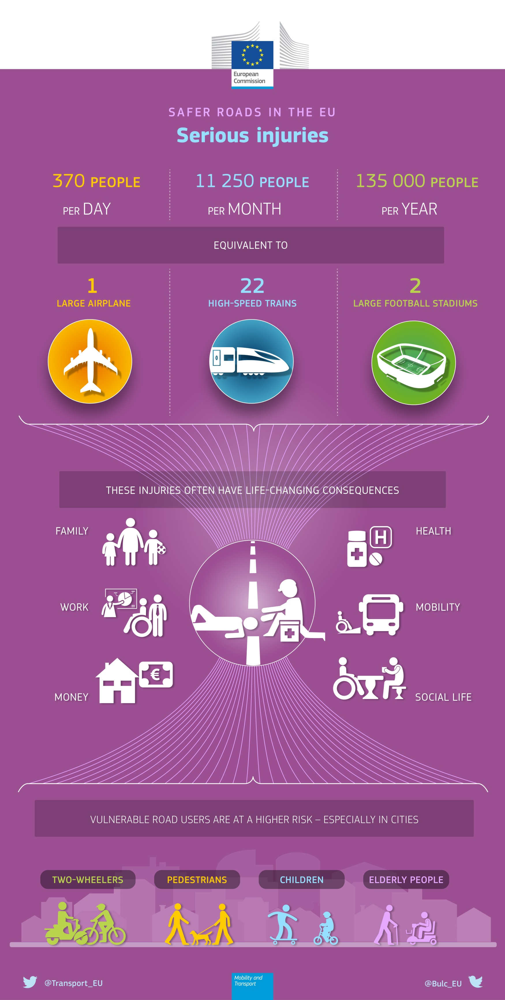 European
Commission
SAFER ROADS IN THE EU
Serious injuries
370 PEOPLE
PER DAY
11 250 PEOPLE
PER MONTH
135 000 PEOPLE
PER YEAR
EQUIVALENT TO
1
LARGE AIRPLANE
22
HIGH-SPEED TRAINS
2
LARGE FOOTBALL STADIUMS
THESE INJURIES OFTEN HAVE LIFE-CHANGING CONSEQUENCES
FAMILY
H
HEALTH
WORK
MOBILITY
€
MONEY
SOCIAL LIFE
VULNERABLE ROAD USERS ARE AT A HIGHER RISK – ESPECIALLY IN CITIES
TWO-WHEELERS
PEDESTRIANS
CHILDREN
ELDERLY PEOPLE
@Transport_EU
Mobility and
Transport
@Bulc_EU